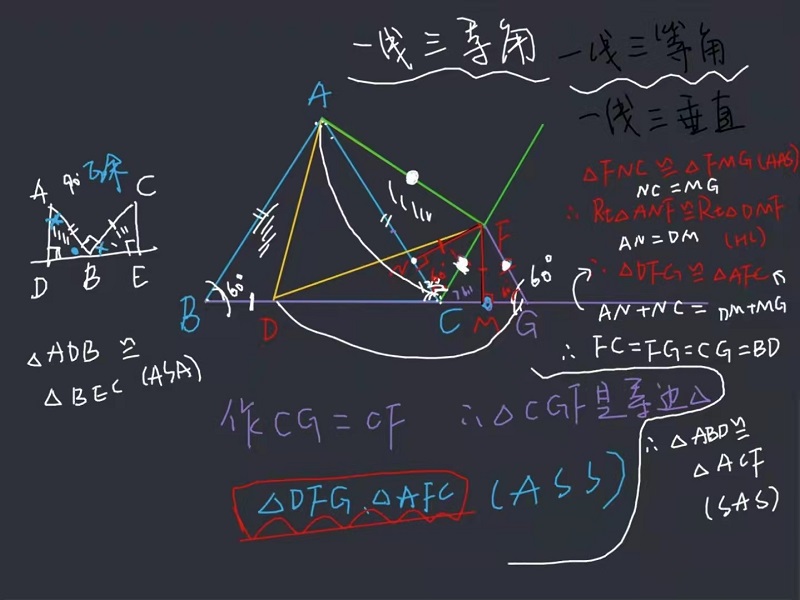 一线三等角
一线三等角
一线三垂直
A
△FNC ≌ △FMG (AAS)
NC = MG
∴ Rt△ANF ≌ Rt△DMF
AN = DM (HL)
∴ △DFG ≌ △AFC
AN + NC = DM + MG
∴ FC = FG = CG = BD
A 90° C
D B E
△ADB ≌
△BEC (ASA)
F
N
60°
60°
B D C M G
作CG = CF ∴△CGF是等边△
△DFG △AFC (ASS)
∴ △ABD ≌
△ACF
(SAS)